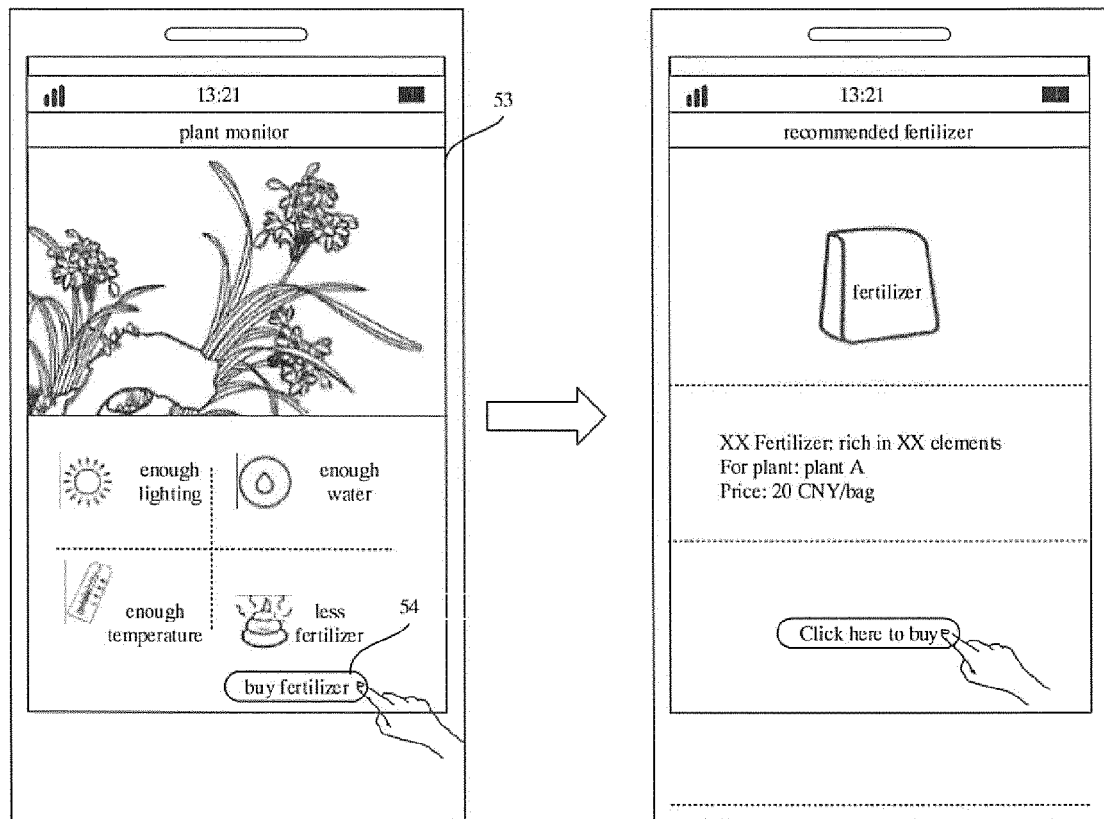 13:21
plant monitor
53
enough
lighting
enough
water
enough
temperature
less
fertilizer
54
buy fertilizer
13:21
recommended fertilizer
fertilizer
XX Fertilizer: rich in XX elements
For plant: plant A
Price: 20 CNY/bag
Click here to buy